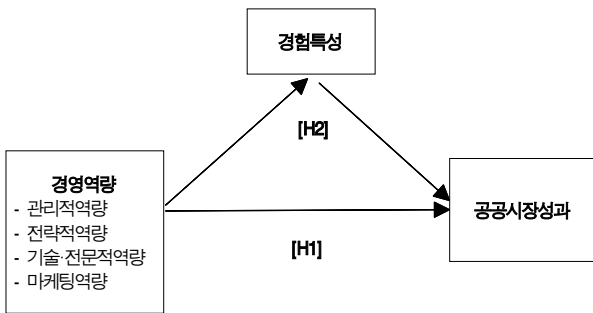 경험특성
[H2]
경영역량
- 관리적역량
- 전략적역량
- 기술·전문적역량
- 마케팅역량
공공시장성과
[H1]